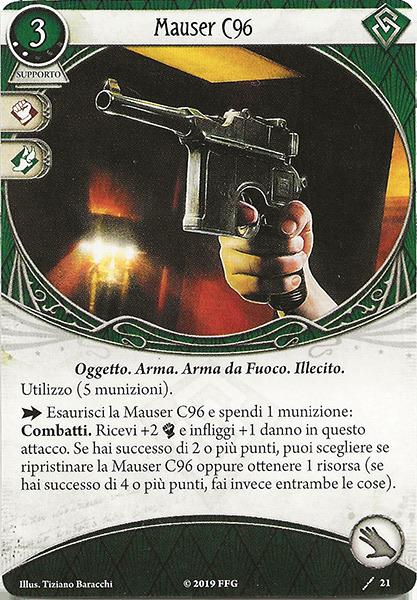 3
Mauser C96
SUPPORTO
Oggetto. Arma. Arma da Fuoco. Illecito.
Utilizzo (5 munizioni).
Esaurisci la Mauser C96 e spendi 1 munizione:
Combatti. Ricevi +2 e infliggi +1 danno in questo
attacco. Se hai successo di 2 o più punti, puoi scegliere se
ripristinare la Mauser C96 oppure ottenere 1 risorsa (se
hai successo di 4 o più punti, fai invece entrambe le cose).
Illus. Tiziano Baracchi
© 2019 FFG
21